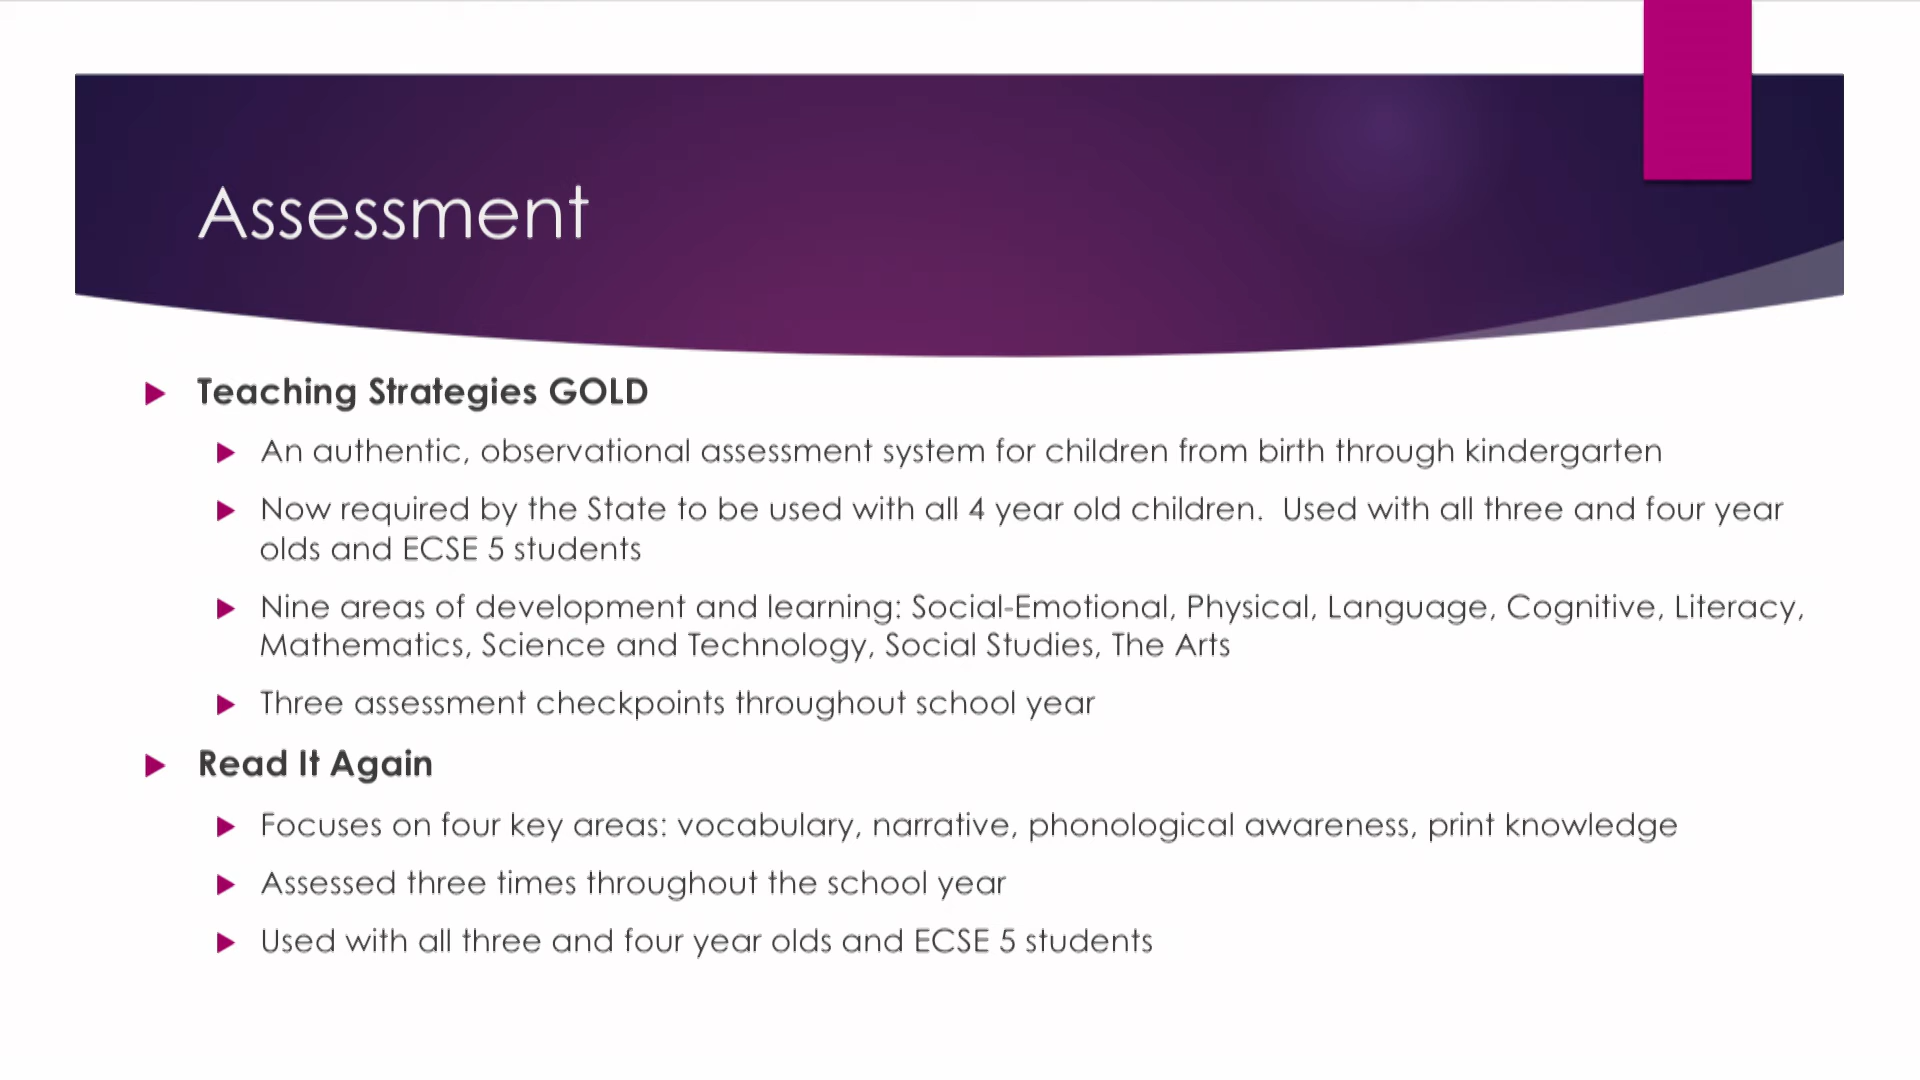 Assessment
Teaching Strategies GOLD
An authentic, observational assessment system for children from birth through kindergarten
Now required by the State to be used with all 4 year old children.  Used with all three and four year
olds and ECSE 5 students
Nine areas of development and learning: Social-Emotional, Physical, Language, Cognitive, Literacy,
Mathematics, Science and Technology, Social Studies, The Arts
Three assessment checkpoints throughout school year
Read It Again
Focuses on four key areas: vocabulary, narrative, phonological awareness, print knowledge
Assessed three times throughout the school year
Used with all three and four year olds and ECSE 5 students